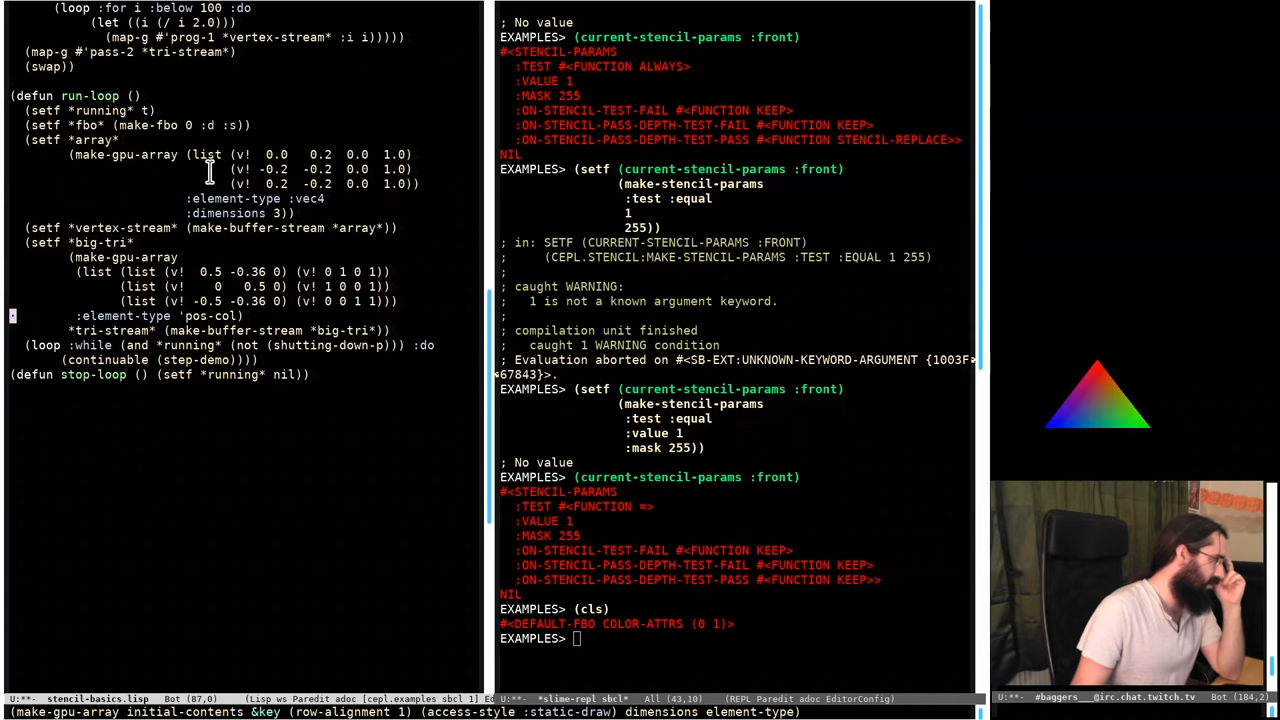 (loop :for i :below 100 :do
(let ((i (/ i 2.0)))
(map-g #'prog-1 *vertex-stream* :i i)))))
(map-g #'pass-2 *tri-stream*)
(swap))
(defun run-loop ()
(setf *running* t)
(setf *fbo* (make-fbo 0 :d :s))
(setf *array*
(make-gpu-array (list (v!  0.0   0.2  0.0  1.0)
(v! -0.2  -0.2  0.0  1.0)
(v!  0.2  -0.2  0.0  1.0))
:element-type :vec4
:dimensions 3))
(setf *vertex-stream* (make-buffer-stream *array*))
(setf *big-tri*
(make-gpu-array
(list (list (v!  0.5 -0.36 0) (v! 0 1 0 1))
(list (v!    0   0.5 0) (v! 1 0 0 1))
(list (v! -0.5 -0.36 0) (v! 0 0 1 1)))
:element-type 'pos-col)
*tri-stream* (make-buffer-stream *big-tri*))
(loop :while (and *running* (not (shutting-down-p))) :do
(continuable (step-demo))))
(defun stop-loop () (setf *running* nil))
U:**-  stencil-basics.lisp   Bot (87,0)      (Lisp ws Paredit adoc [cepl.examples sbcl 1] Ed
; No value
EXAMPLES> (current-stencil-params :front)
#<STENCIL-PARAMS
:TEST #<FUNCTION ALWAYS>
:VALUE 1
:MASK 255
:ON-STENCIL-TEST-FAIL #<FUNCTION KEEP>
:ON-STENCIL-PASS-DEPTH-TEST-FAIL #<FUNCTION KEEP>
:ON-STENCIL-PASS-DEPTH-TEST-PASS #<FUNCTION STENCIL-REPLACE>>
NIL
EXAMPLES> (setf (current-stencil-params :front)
(make-stencil-params
:test :equal
1
255))
; in: SETF (CURRENT-STENCIL-PARAMS :FRONT)
;     (CEPL.STENCIL:MAKE-STENCIL-PARAMS :TEST :EQUAL 1 255)
;
; caught WARNING:
;   1 is not a known argument keyword.
;
; compilation unit finished
;   caught 1 WARNING condition
; Evaluation aborted on #<SB-EXT:UNKNOWN-KEYWORD-ARGUMENT {1003F
67843}>.
EXAMPLES> (setf (current-stencil-params :front)
(make-stencil-params
:test :equal
:value 1
:mask 255))
; No value
EXAMPLES> (current-stencil-params :front)
#<STENCIL-PARAMS
:TEST #<FUNCTION =>
:VALUE 1
:MASK 255
:ON-STENCIL-TEST-FAIL #<FUNCTION KEEP>
:ON-STENCIL-PASS-DEPTH-TEST-FAIL #<FUNCTION KEEP>
:ON-STENCIL-PASS-DEPTH-TEST-PASS #<FUNCTION KEEP>>
NIL
EXAMPLES> (cls)
#<DEFAULT-FBO COLOR-ATTRS (0 1)>
EXAMPLES>
U:**-  *slime-repl sbcl*   All (43,10)     (REPL Paredit adoc EditorConfig)
U:**-  #baggers___@irc.chat.twitch.tv   Bot (184,2)
(make-gpu-array initial-contents &key (row-alignment 1) (access-style :static-draw) dimensions element-type)